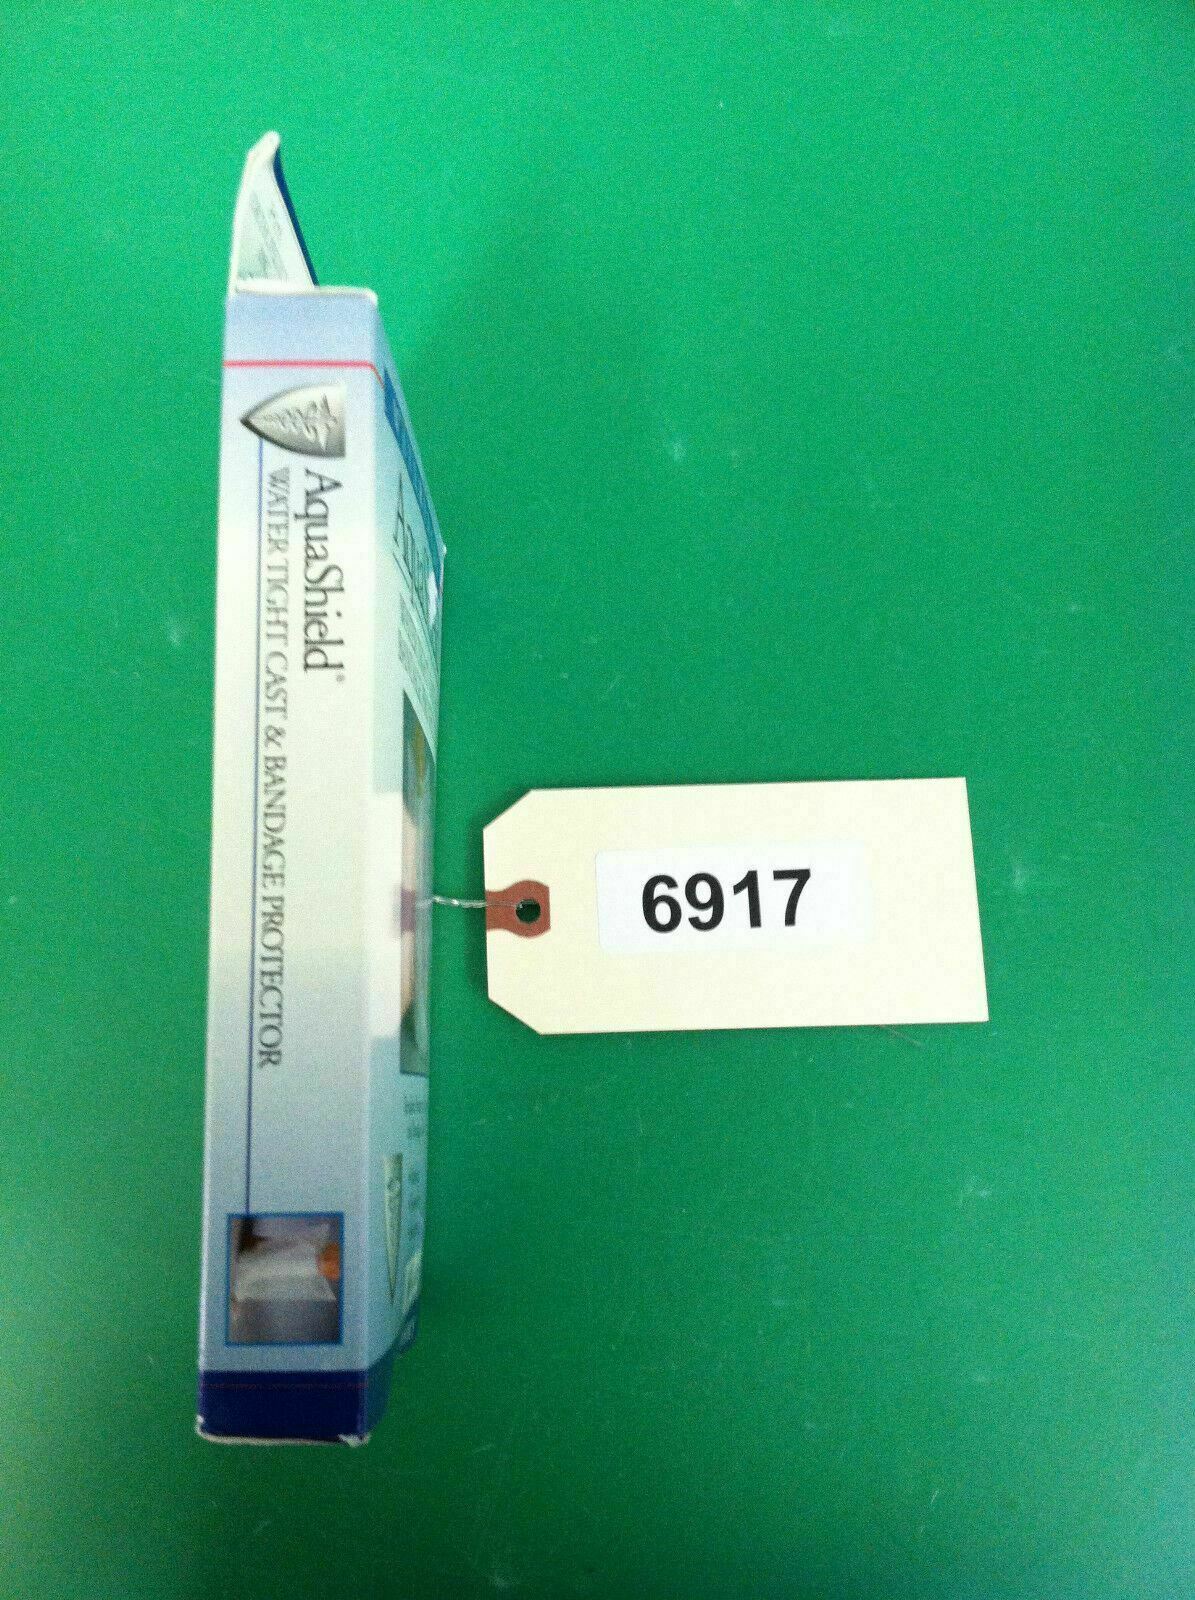 AquaShield®
WATER TIGHT CAST & BANDAGE PROTECTOR
6917